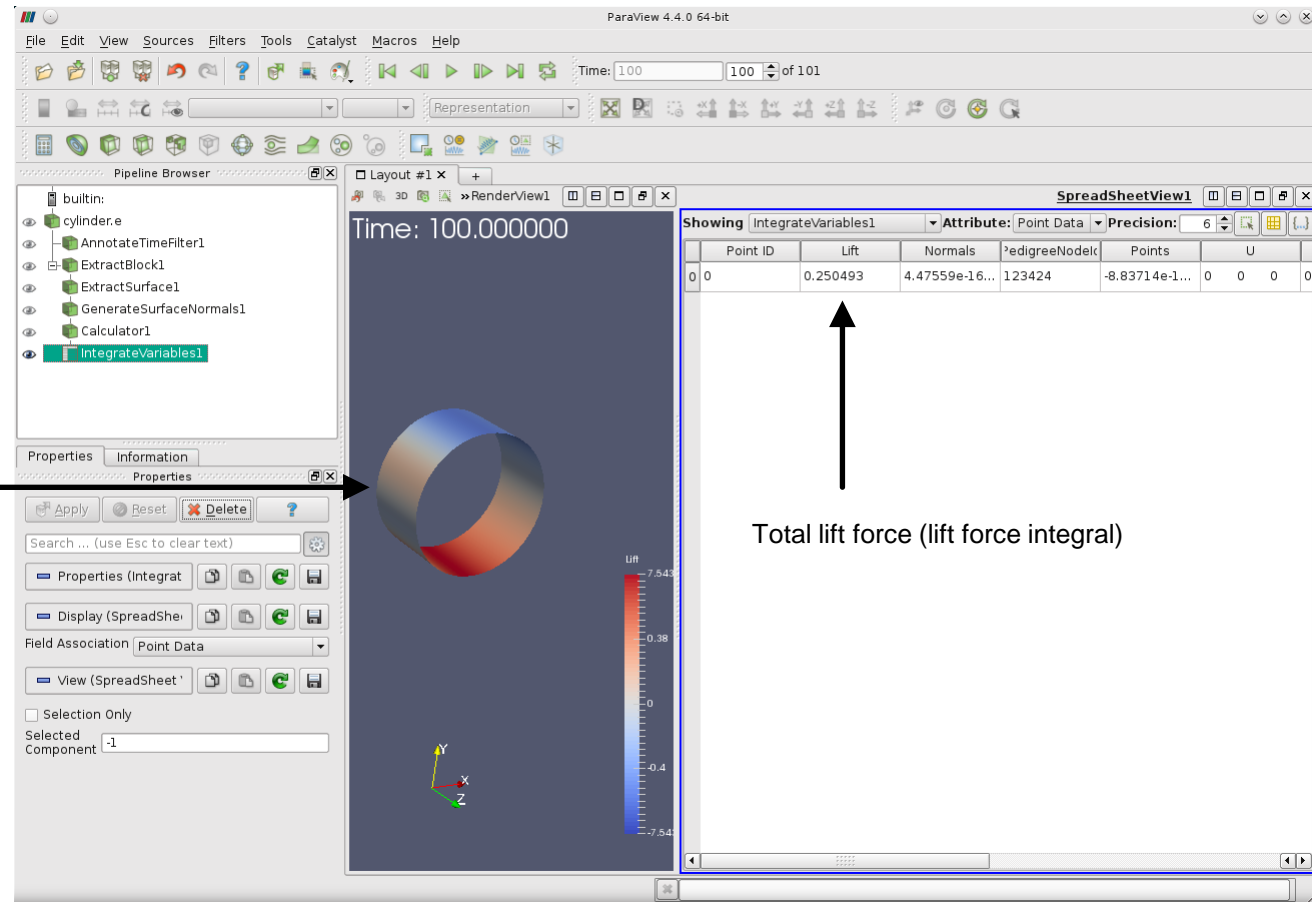 ParaView 4.4.0 64-bit
File Edit View Sources Filters Tools Catalyst Macros Help
Time: 100 100 of 101
Representation
Pipeline Browser
Layout #1
builtin:
3D RenderView1
SpreadSheetView1
cylinder.e
Time: 100.000000
Showing IntegrateVariables1 Attribute: Point Data Precision: 6
AnnotateTimeFilter1
ExtractBlock1
Point ID Lift Normals PedigreeNodeId Points U
ExtractSurface1
0 0 0.250493 4.47559e-16... 123424 -8.83714e-1... 0 0 0 0
GenerateSurfaceNormals1
Calculator1
IntegrateVariables1
Properties Information
Properties
Apply Reset Delete ?
Total lift force (lift force integral)
Search ... (use Esc to clear text)
Lift
Properties (Integrat
7.543
Display (SpreadShe
Field Association Point Data
0.38
View (SpreadSheet '
0
Selection Only
Selected
Component -1
Y
X
Z
-0.4
-7.543